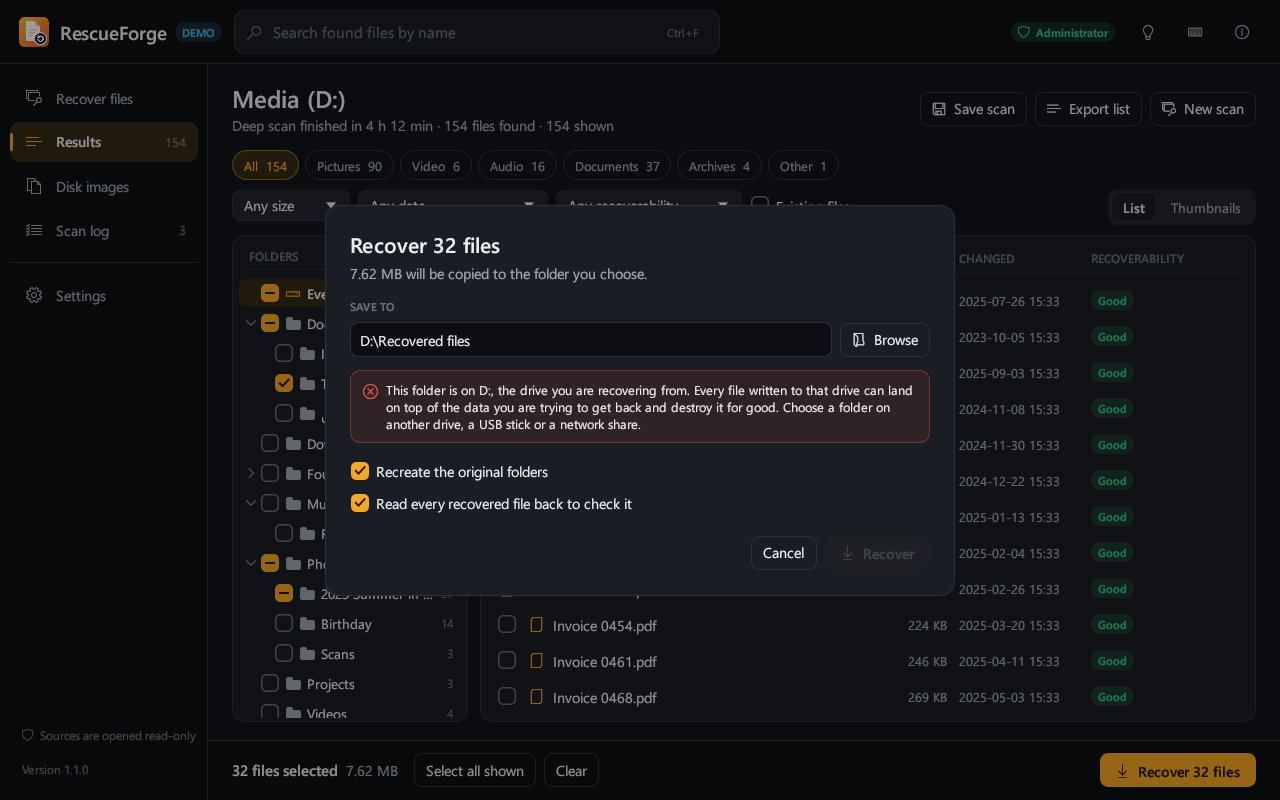 RescueForge DEMO
Search found files by name Ctrl+F
Administrator
Recover files
Results 154
Disk images
Scan log 3
Settings
Sources are opened read-only
Version 1.1.0
Media (D:)
Deep scan finished in 4 h 12 min · 154 files found · 154 shown
Save scan
Export list
New scan
All 154
Pictures 90
Video 6
Audio 16
Documents 37
Archives 4
Other 1
Any size
Any date
Any recoverability
Existing files
List
Thumbnails
FOLDERS
Birthday 14
Scans 3
Projects 3
Videos 4
CHANGED RECOVERABILITY
2025-07-26 15:33 Good
2023-10-05 15:33 Good
2025-09-03 15:33 Good
2024-11-08 15:33 Good
2024-11-30 15:33 Good
2024-12-22 15:33 Good
2025-01-13 15:33 Good
2025-02-04 15:33 Good
2025-02-26 15:33 Good
Invoice 0454.pdf 224 KB 2025-03-20 15:33 Good
Invoice 0461.pdf 246 KB 2025-04-11 15:33 Good
Invoice 0468.pdf 269 KB 2025-05-03 15:33 Good
Recover 32 files
7.62 MB will be copied to the folder you choose.
SAVE TO
D:\Recovered files
Browse
This folder is on D:, the drive you are recovering from. Every file written to that drive can land
on top of the data you are trying to get back and destroy it for good. Choose a folder on
another drive, a USB stick or a network share.
Recreate the original folders
Read every recovered file back to check it
Cancel
Recover
32 files selected 7.62 MB
Select all shown
Clear
Recover 32 files